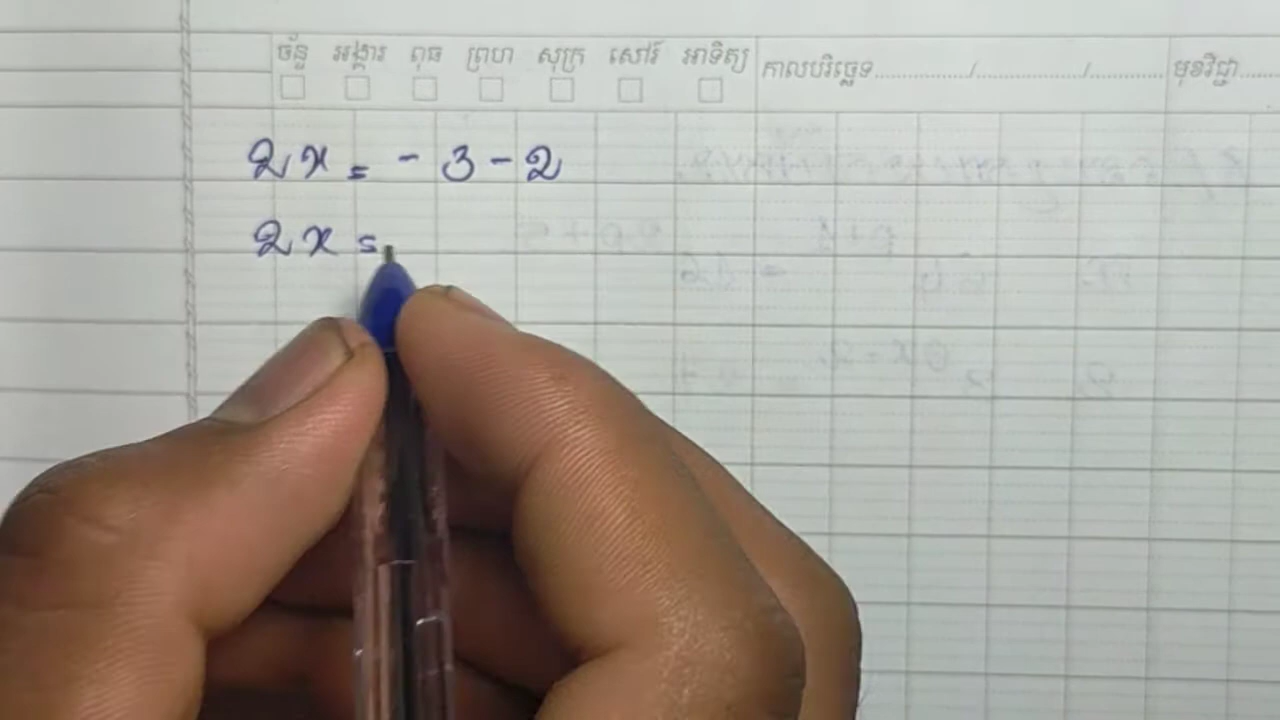 ច័ន្ទ អង្គារ ពុធ ព្រហ សុក្រ សៅរ៍ អាទិត្យ កាលបរិច្ឆេទ............../................/............ មុខវិជ្ជា......
2x = - 3 - 2
2x =